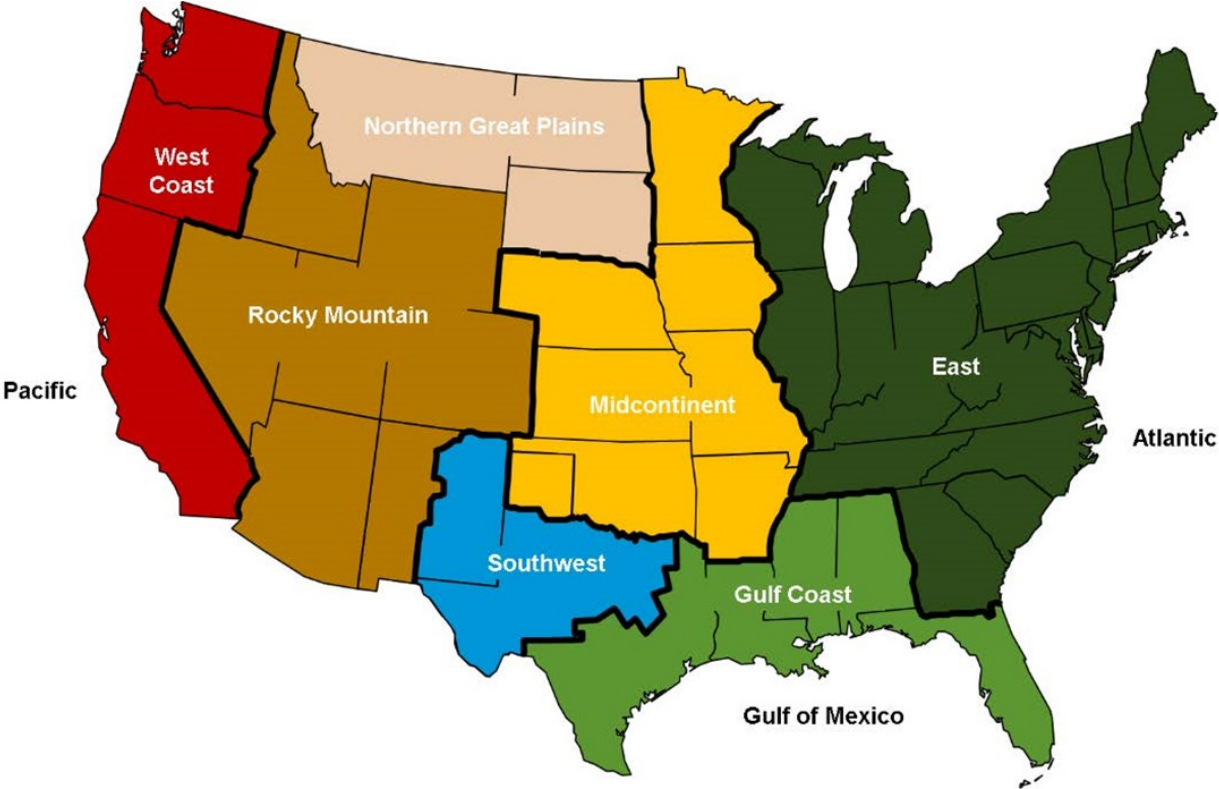 Northern Great Plains
West
Coast
Rocky Mountain
East
Pacific
Midcontinent
Atlantic
Southwest
Gulf Coast
Gulf of Mexico